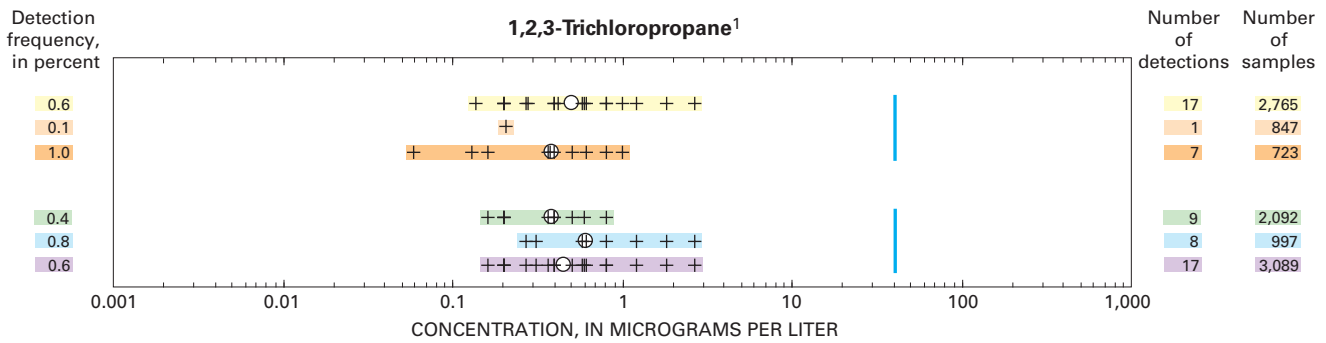 Detection
frequency,
in percent
1,2,3-Trichloropropane1
Number
of
detections
Number
of
samples
0.6 17 2,765
0.1 1 847
1.0 7 723
0.4 9 2,092
0.8 8 997
0.6 17 3,089
0.001 0.01 0.1 1 10 100 1,000
CONCENTRATION, IN MICROGRAMS PER LITER